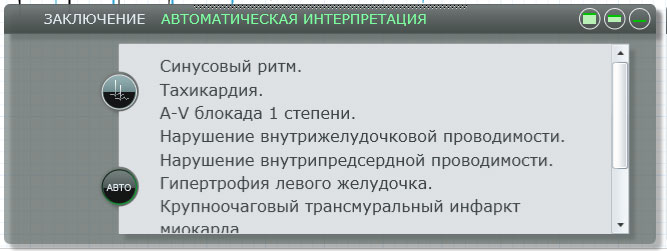 ЗАКЛЮЧЕНИЕ АВТОМАТИЧЕСКАЯ ИНТЕРПРЕТАЦИЯ
Синусовый ритм.
Тахикардия.
A-V блокада 1 степени.
Нарушение внутрижелудочковой проводимости.
Нарушение внутрипредсердной проводимости.
АВТО
Гипертрофия левого желудочка.
Крупноочаговый трансмуральный инфаркт
миокарда